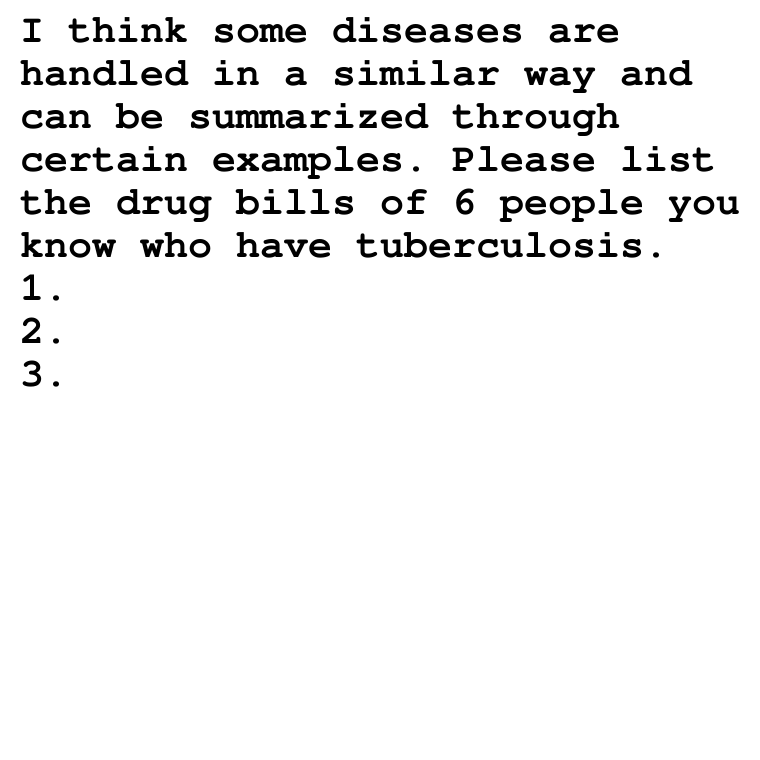 I think some diseases are
handled in a similar way and
can be summarized through
certain examples. Please list
the drug bills of 6 people you
know who have tuberculosis.
1.
2.
3.